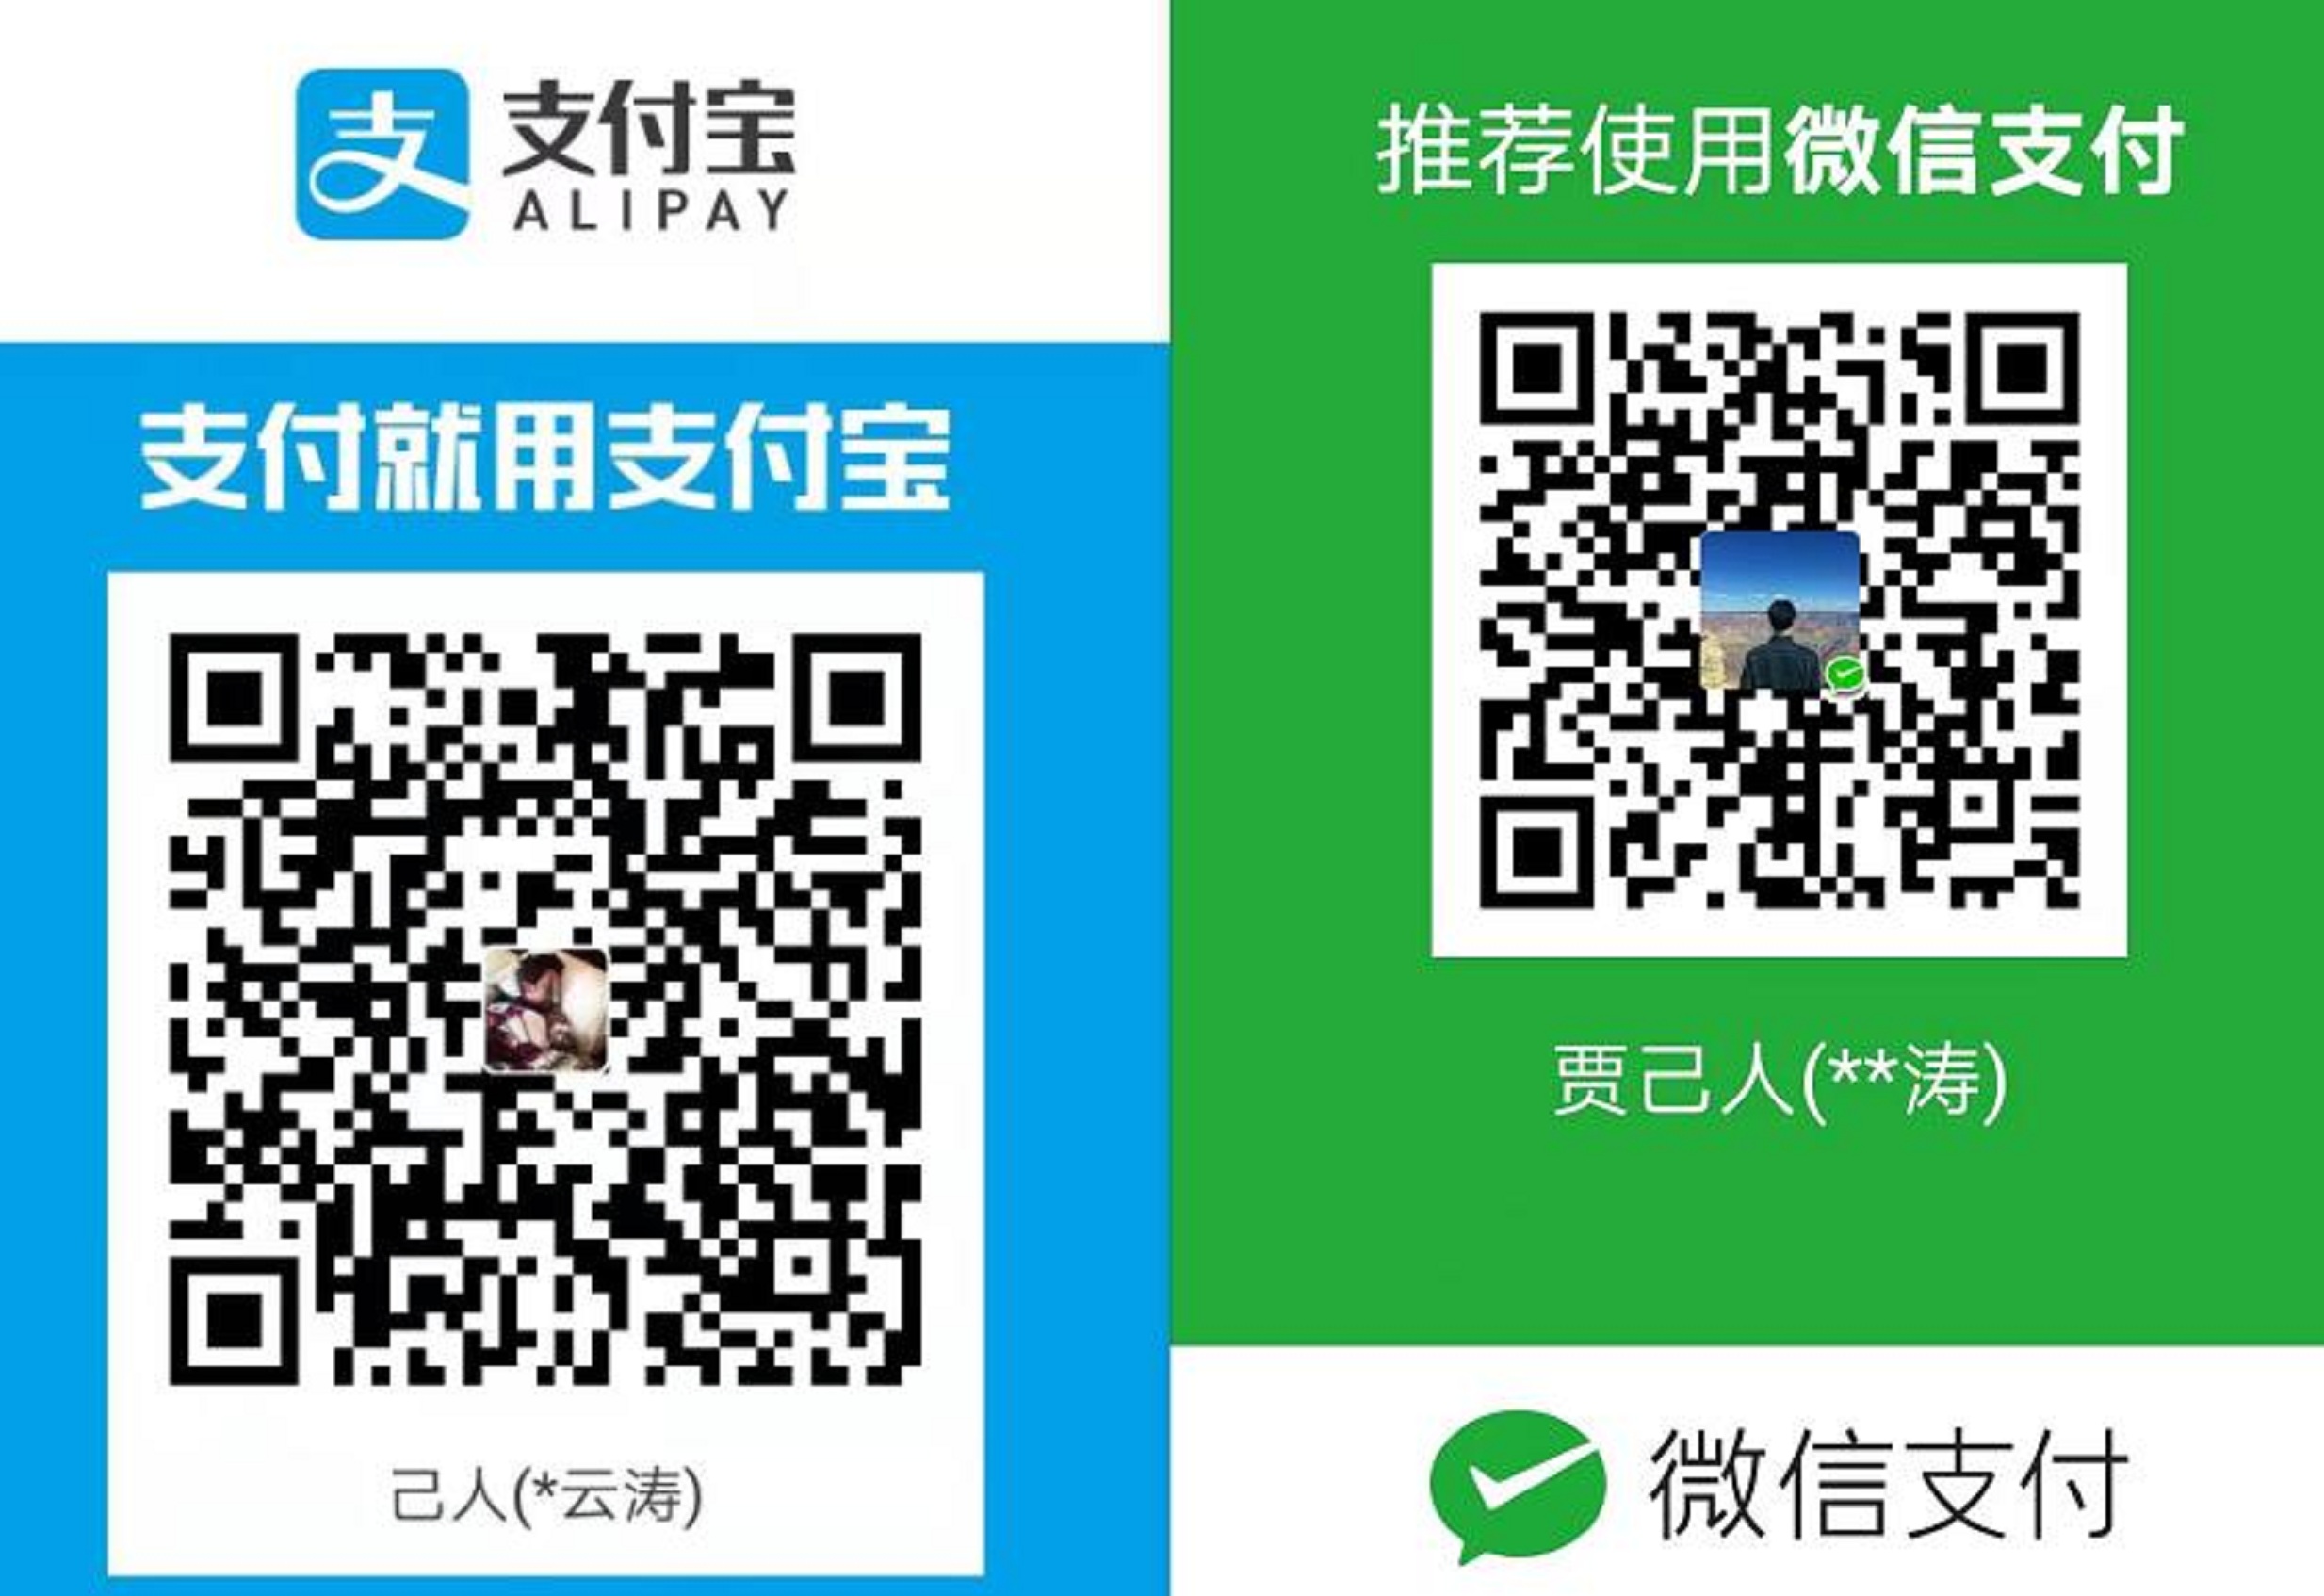 支
支付宝
ALIPAY
支付就用支付宝
己人(*云涛)
推荐使用微信支付
贾己人(**涛)
微信支付